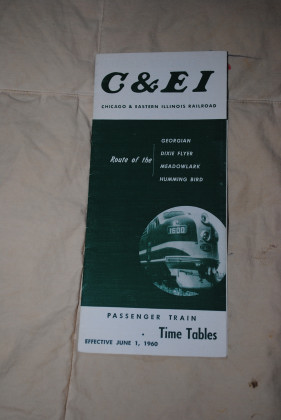 C & E I
CHICAGO & EASTERN ILLINOIS RAILROAD
Route of the
GEORGIAN
DIXIE FLYER
MEADOWLARK
HUMMING BIRD
1600
PASSENGER TRAIN
Time Tables
EFFECTIVE JUNE 1, 1960